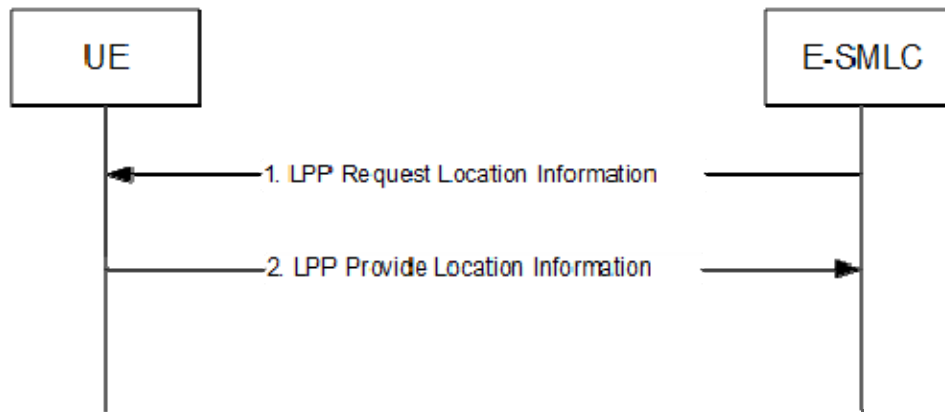 UE
E-SMLC
1. LPP Request Location Information
2. LPP Provide Location Information